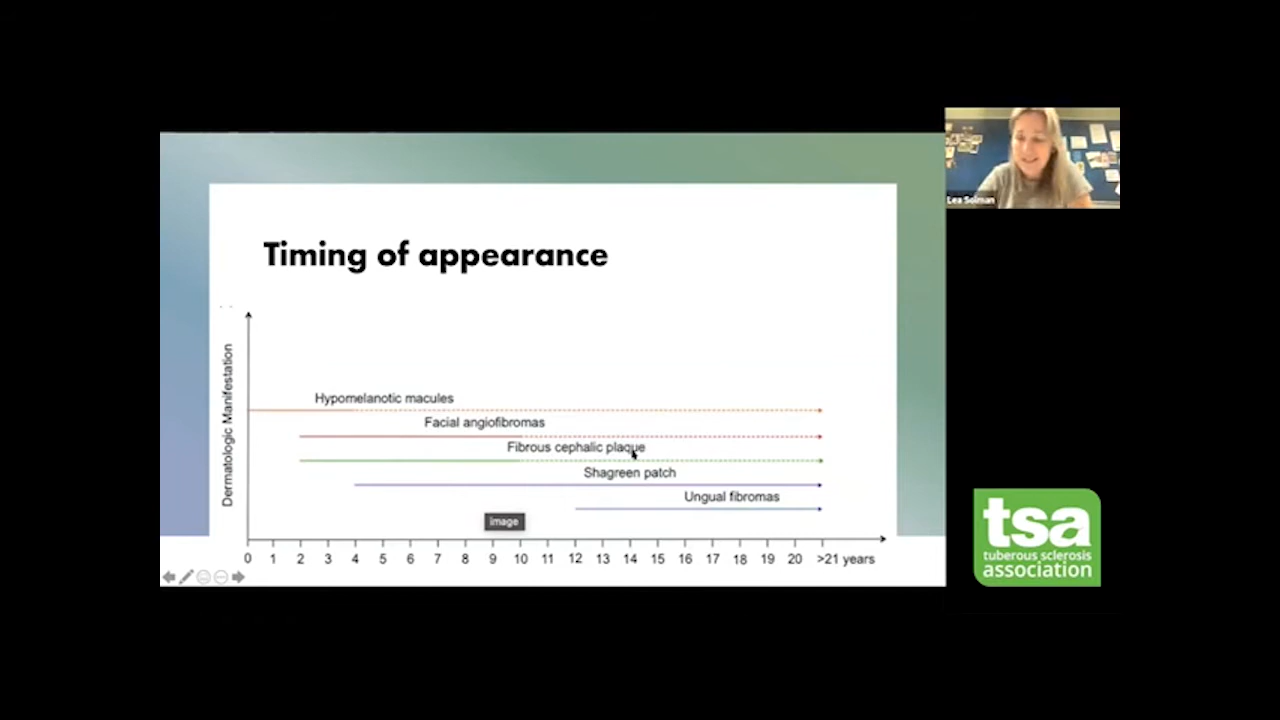 Lea Solman
Timing of appearance
Dermatologic Manifestation
Hypomelanotic macules
Facial angiofibromas
Fibrous cephalic plaque
Shagreen patch
Ungual fibromas
image
0 1 2 3 4 5 6 7 8 9 10 11 12 13 14 15 16 17 18 19 20 >21 years
tsa
tuberous sclerosis
association